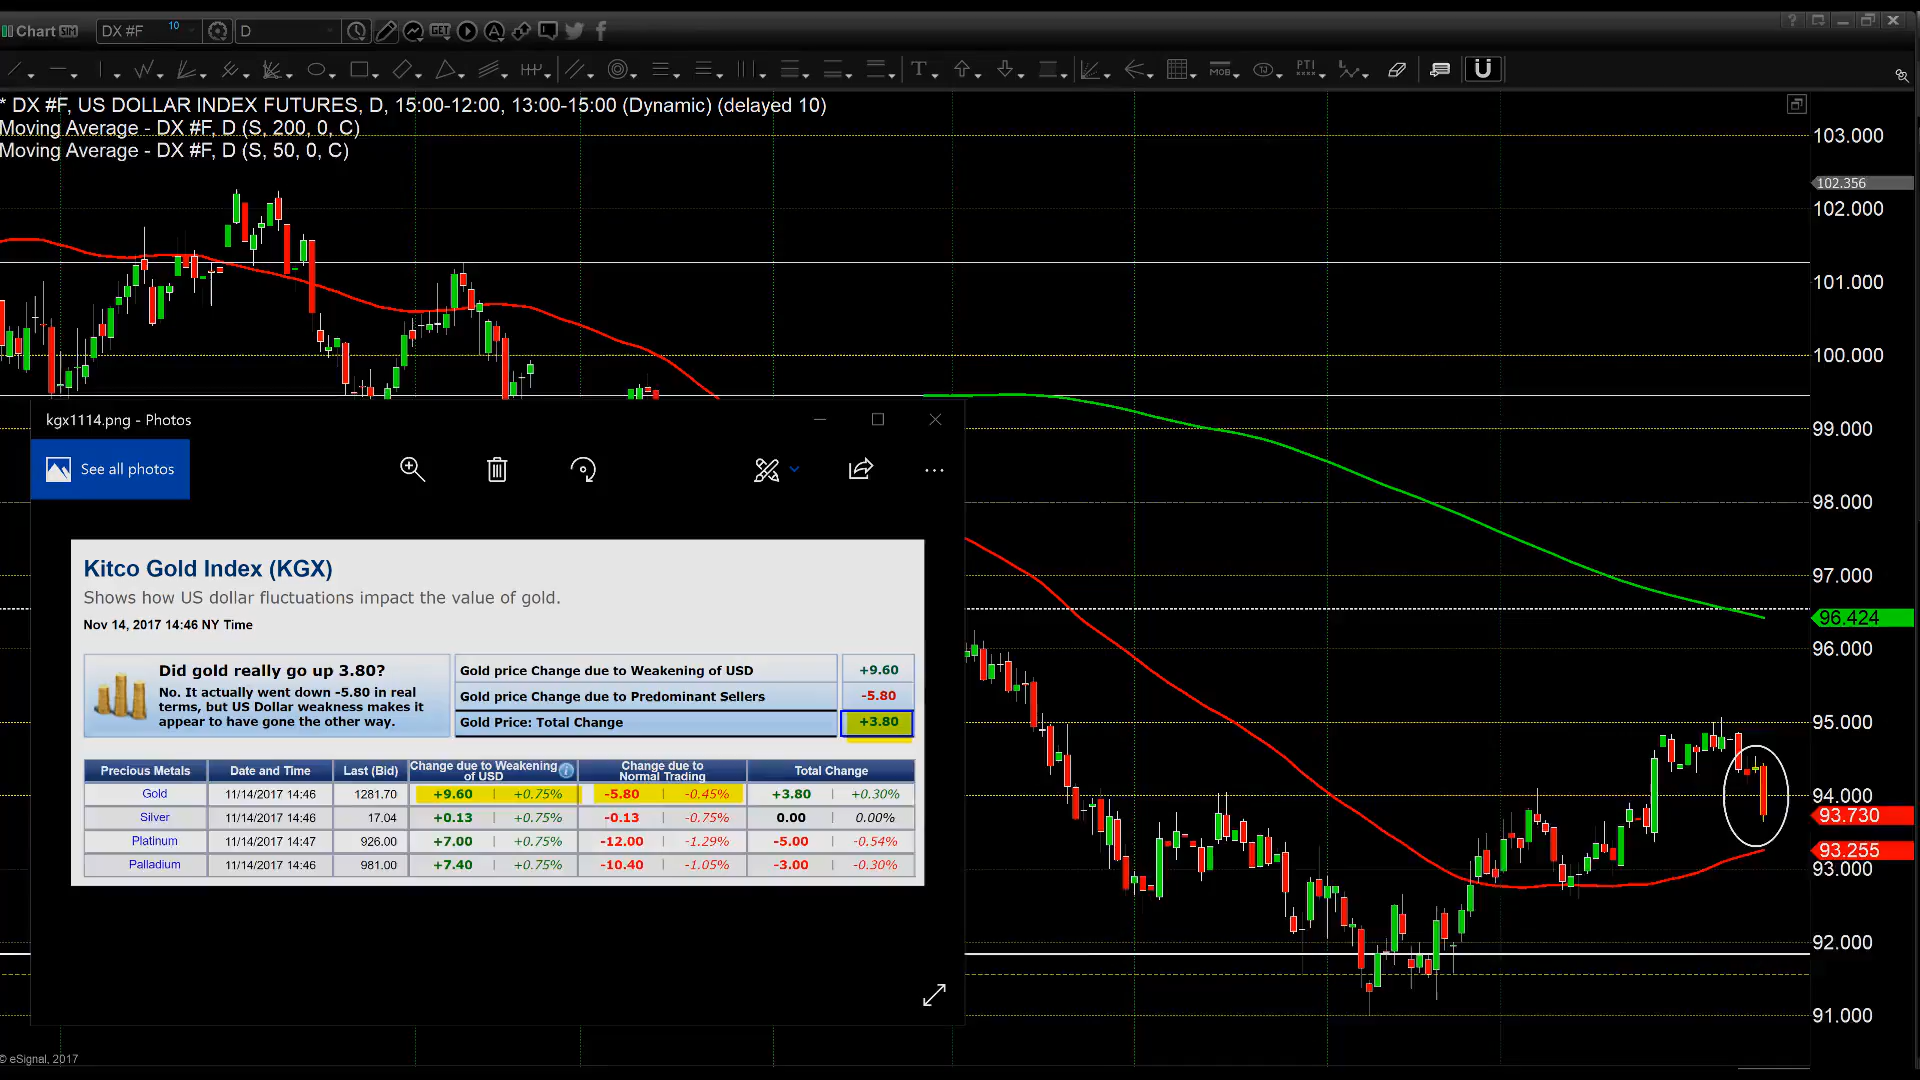 Chart SIM DX #F 10 D GET A
T MOB TJ PTI U
* DX #F, US DOLLAR INDEX FUTURES, D, 15:00-12:00, 13:00-15:00 (Dynamic) (delayed 10)
Moving Average - DX #F, D (S, 200, 0, C)
Moving Average - DX #F, D (S, 50, 0, C)
103.000
102.356
102.000
101.000
100.000
99.000
98.000
97.000
96.424
96.000
95.000
94.000
93.730
93.255
93.000
92.000
91.000
kgx1114.png - Photos
See all photos
Kitco Gold Index (KGX)
Shows how US dollar fluctuations impact the value of gold.
Nov 14, 2017 14:46 NY Time
Did gold really go up 3.80?
No. It actually went down -5.80 in real
terms, but US Dollar weakness makes it
appear to have gone the other way.
Gold price Change due to Weakening of USD +9.60
Gold price Change due to Predominant Sellers -5.80
Gold Price: Total Change +3.80
Precious Metals Date and Time Last (Bid) Change due to Weakening of USD Change due to Normal Trading Total Change
Gold 11/14/2017 14:46 1281.70 +9.60 | +0.75% -5.80 | -0.45% +3.80 | +0.30%
Silver 11/14/2017 14:46 17.04 +0.13 | +0.75% -0.13 | -0.75% 0.00 | 0.00%
Platinum 11/14/2017 14:47 926.00 +7.00 | +0.75% -12.00 | -1.29% -5.00 | -0.54%
Palladium 11/14/2017 14:46 981.00 +7.40 | +0.75% -10.40 | -1.05% -3.00 | -0.30%
© eSignal, 2017